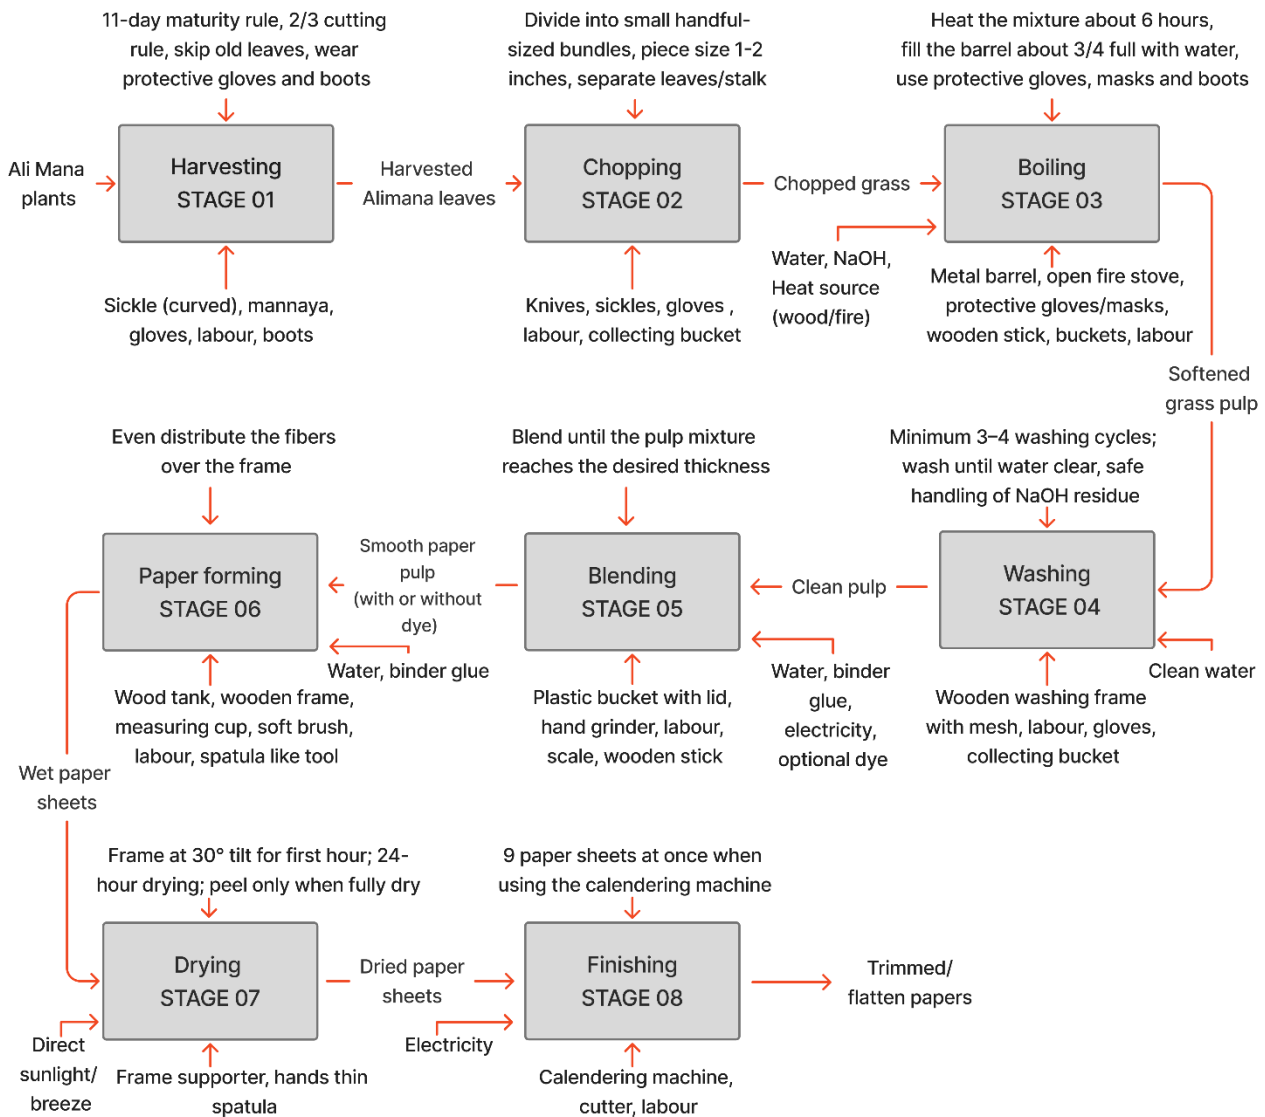 11-day maturity rule, 2/3 cutting
rule, skip old leaves, wear
protective gloves and boots
Divide into small handful-
sized bundles, piece size 1-2
inches, separate leaves/stalk
Heat the mixture about 6 hours,
fill the barrel about 3/4 full with water,
use protective gloves, masks and boots
Ali Mana
plants
Harvesting
STAGE 01
Harvested
Alimana leaves
Chopping
STAGE 02
Chopped grass
Boiling
STAGE 03
Sickle (curved), mannaya,
gloves, labour, boots
Knives, sickles, gloves ,
labour, collecting bucket
Water, NaOH,
Heat source
(wood/fire)
Metal barrel, open fire stove,
protective gloves/masks,
wooden stick, buckets, labour
Softened
grass pulp
Even distribute the fibers
over the frame
Blend until the pulp mixture
reaches the desired thickness
Minimum 3–4 washing cycles;
wash until water clear, safe
handling of NaOH residue
Paper forming
STAGE 06
Smooth paper
pulp
(with or without
dye)
Blending
STAGE 05
Clean pulp
Washing
STAGE 04
Water, binder glue
Wood tank, wooden frame,
measuring cup, soft brush,
labour, spatula like tool
Plastic bucket with lid,
hand grinder, labour,
scale, wooden stick
Water, binder
glue,
electricity,
optional dye
Clean water
Wooden washing frame
with mesh, labour, gloves,
collecting bucket
Wet paper
sheets
Frame at 30° tilt for first hour; 24-
hour drying; peel only when fully dry
9 paper sheets at once when
using the calendering machine
Drying
STAGE 07
Dried paper
sheets
Finishing
STAGE 08
Trimmed/
flatten papers
Direct
sunlight/
breeze
Electricity
Frame supporter, hands thin
spatula
Calendering machine,
cutter, labour